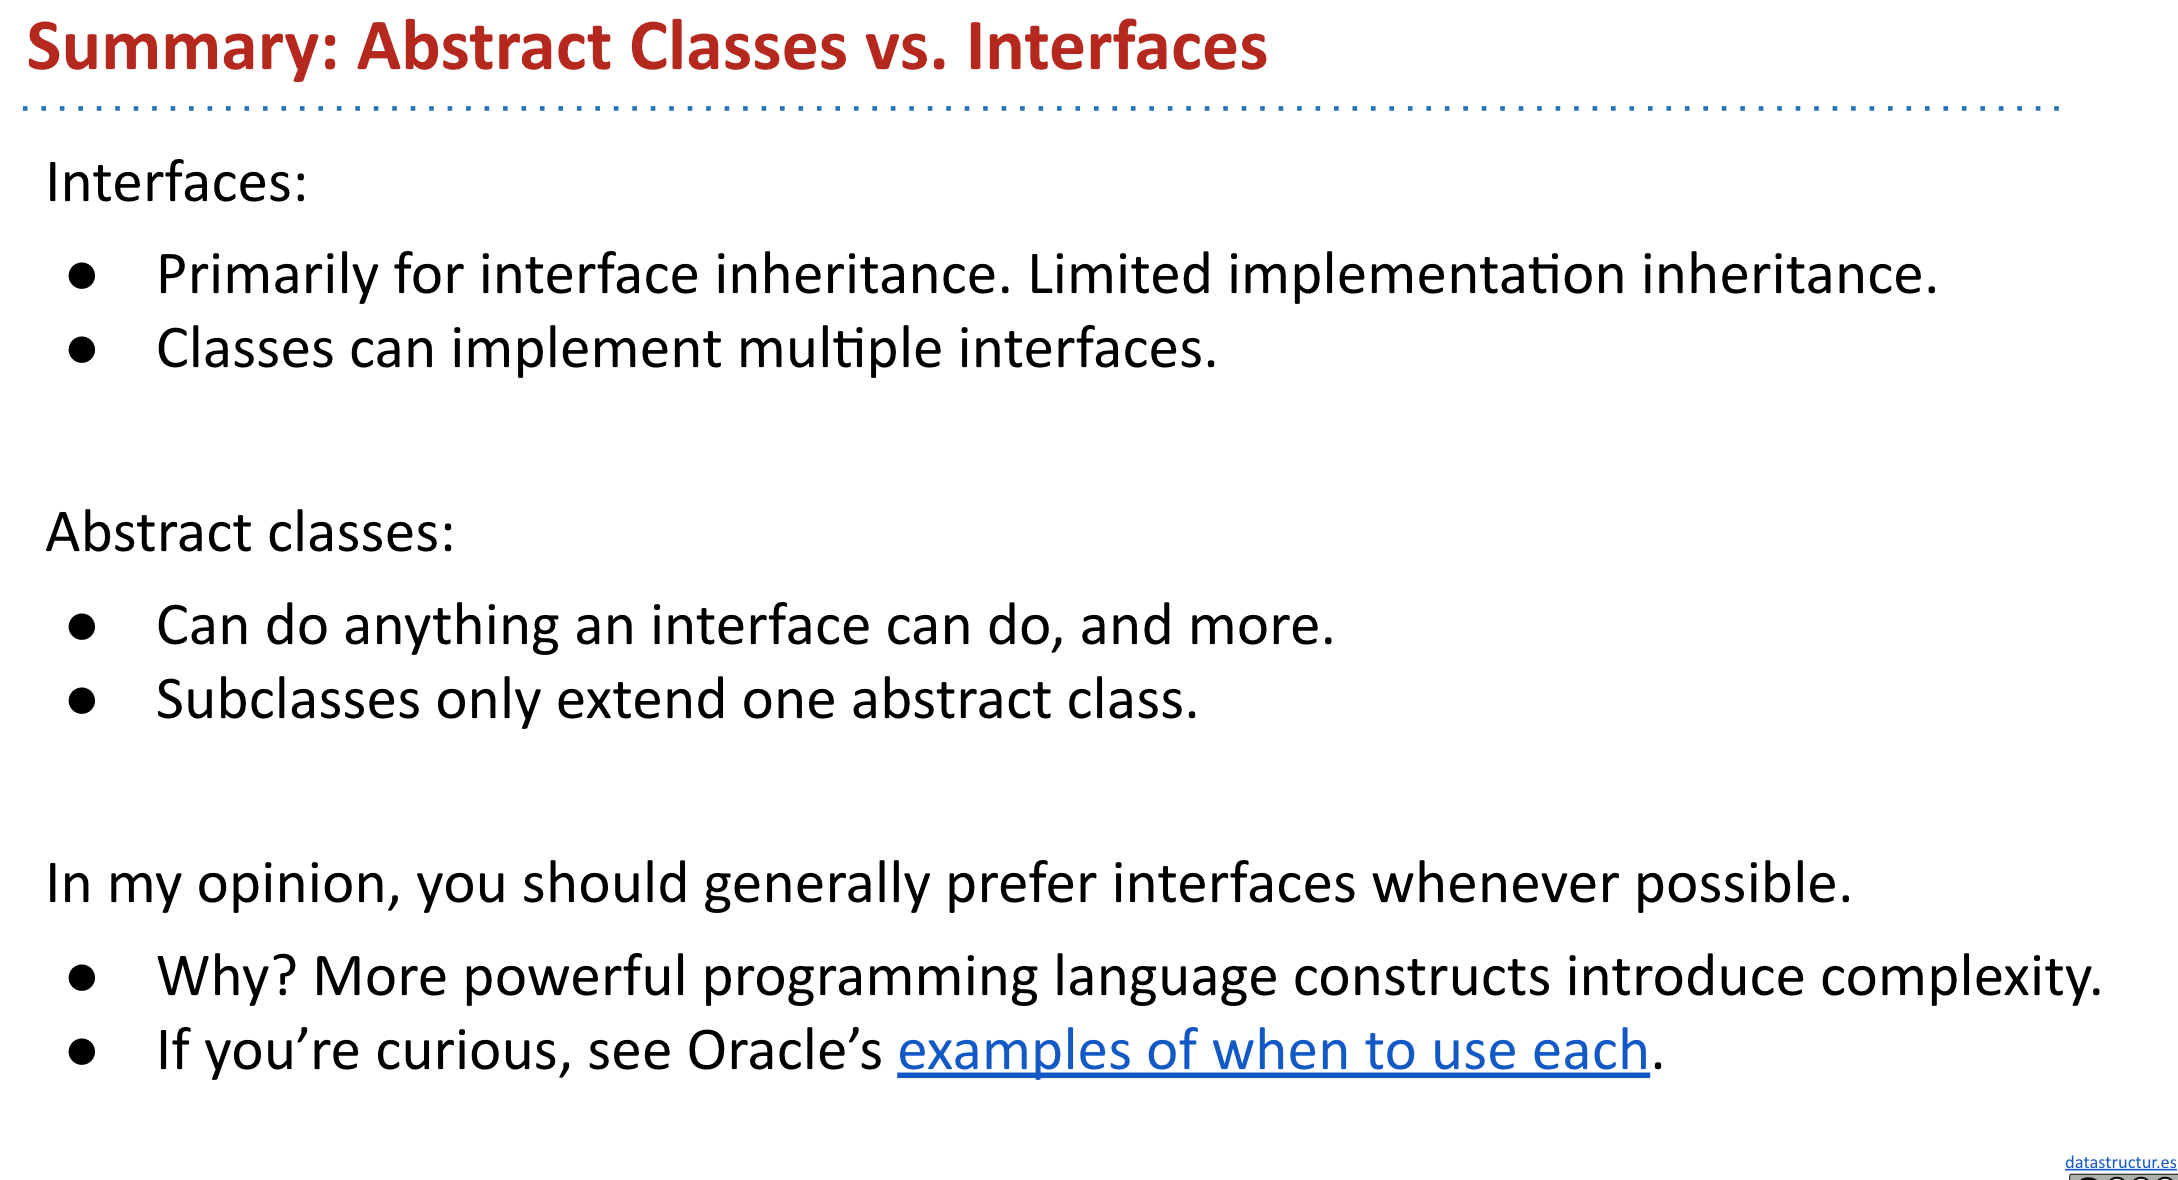 Summary: Abstract Classes vs. Interfaces
Interfaces:
● Primarily for interface inheritance. Limited implementation inheritance.
● Classes can implement multiple interfaces.
Abstract classes:
● Can do anything an interface can do, and more.
● Subclasses only extend one abstract class.
In my opinion, you should generally prefer interfaces whenever possible.
● Why? More powerful programming language constructs introduce complexity.
● If you’re curious, see Oracle’s examples of when to use each.
datastructur.es